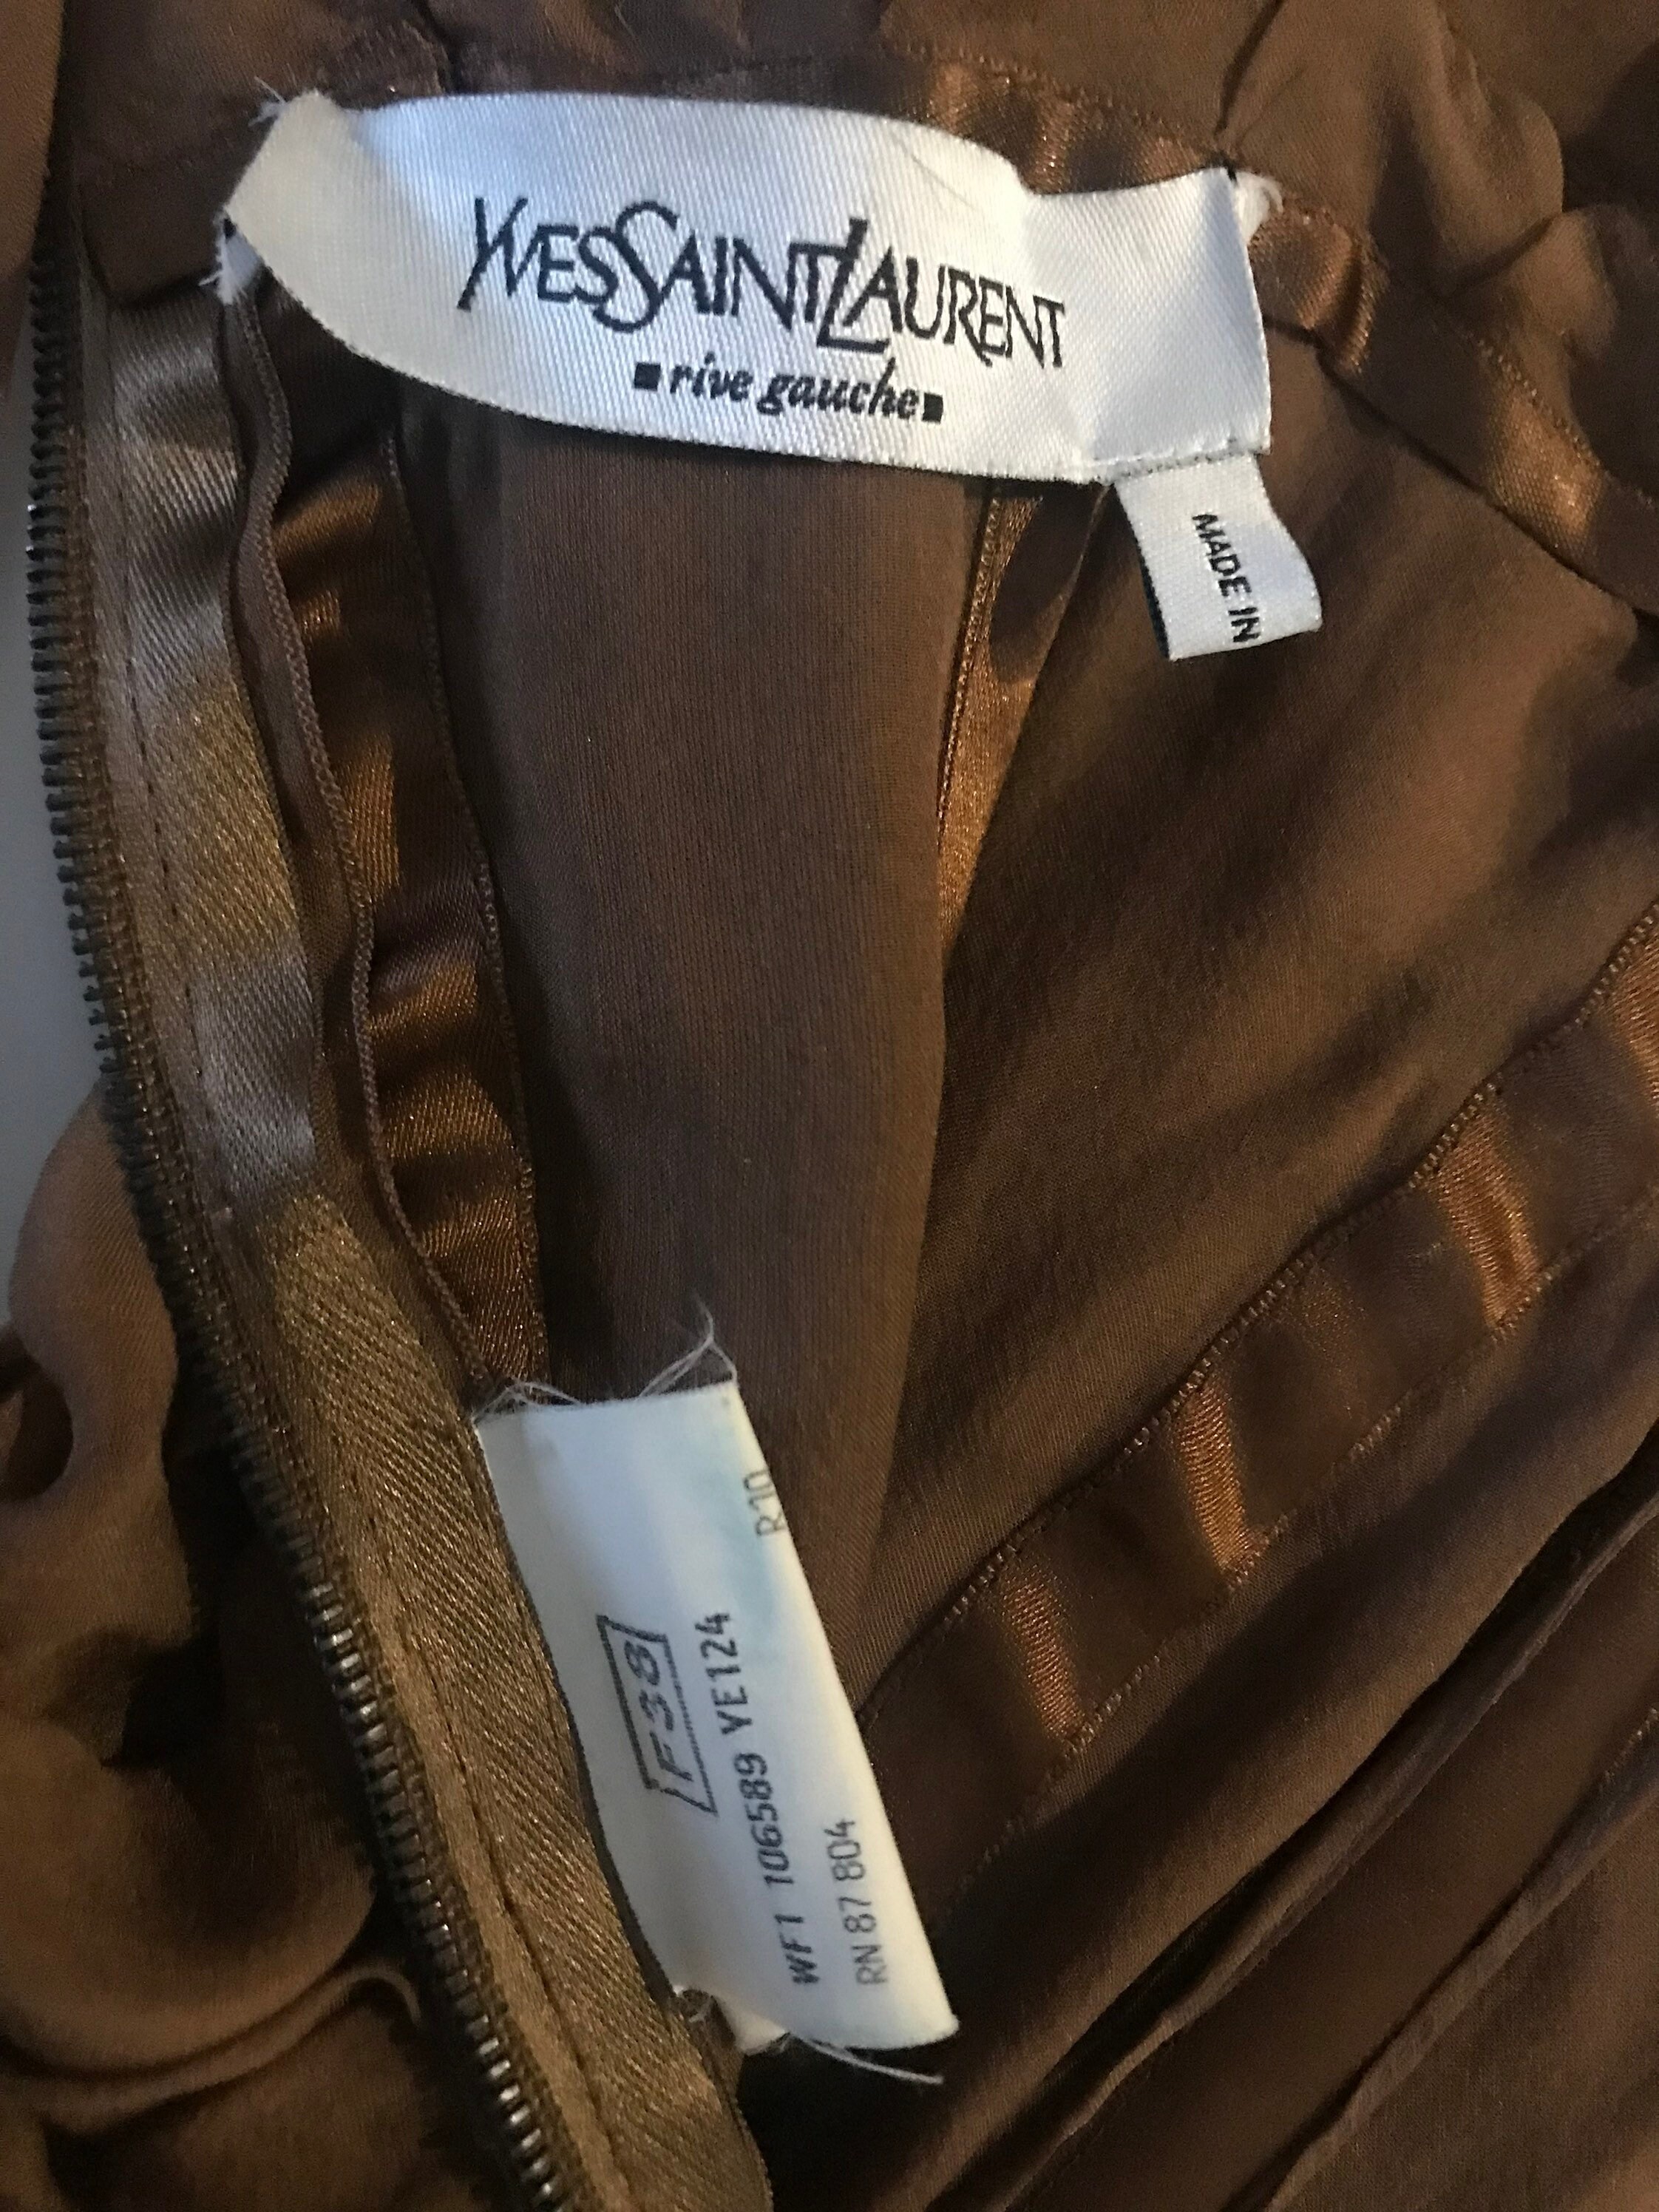 YVESSAINTLAURENT
rive gauche
MADE IN
R10
F38
WF1 106589 YE124
RN 87 804